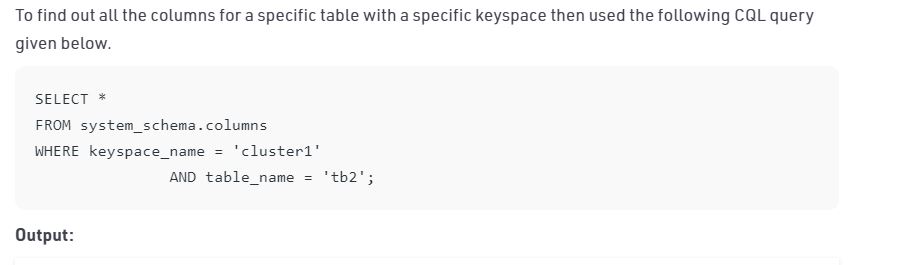 To find out all the columns for a specific table with a specific keyspace then used the following CQL query
given below.
SELECT *
FROM system_schema.columns
WHERE keyspace_name = 'cluster1'
AND table_name = 'tb2';
Output: